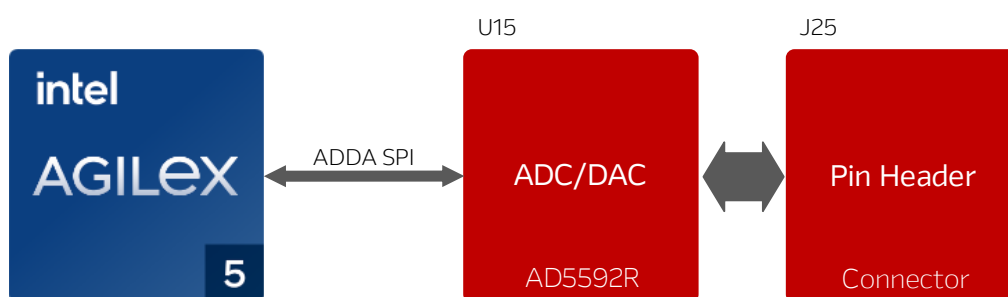 U15
J25
intel
AGILEX
5
ADDA SPI
ADC/DAC
AD5592R
Pin Header
Connector